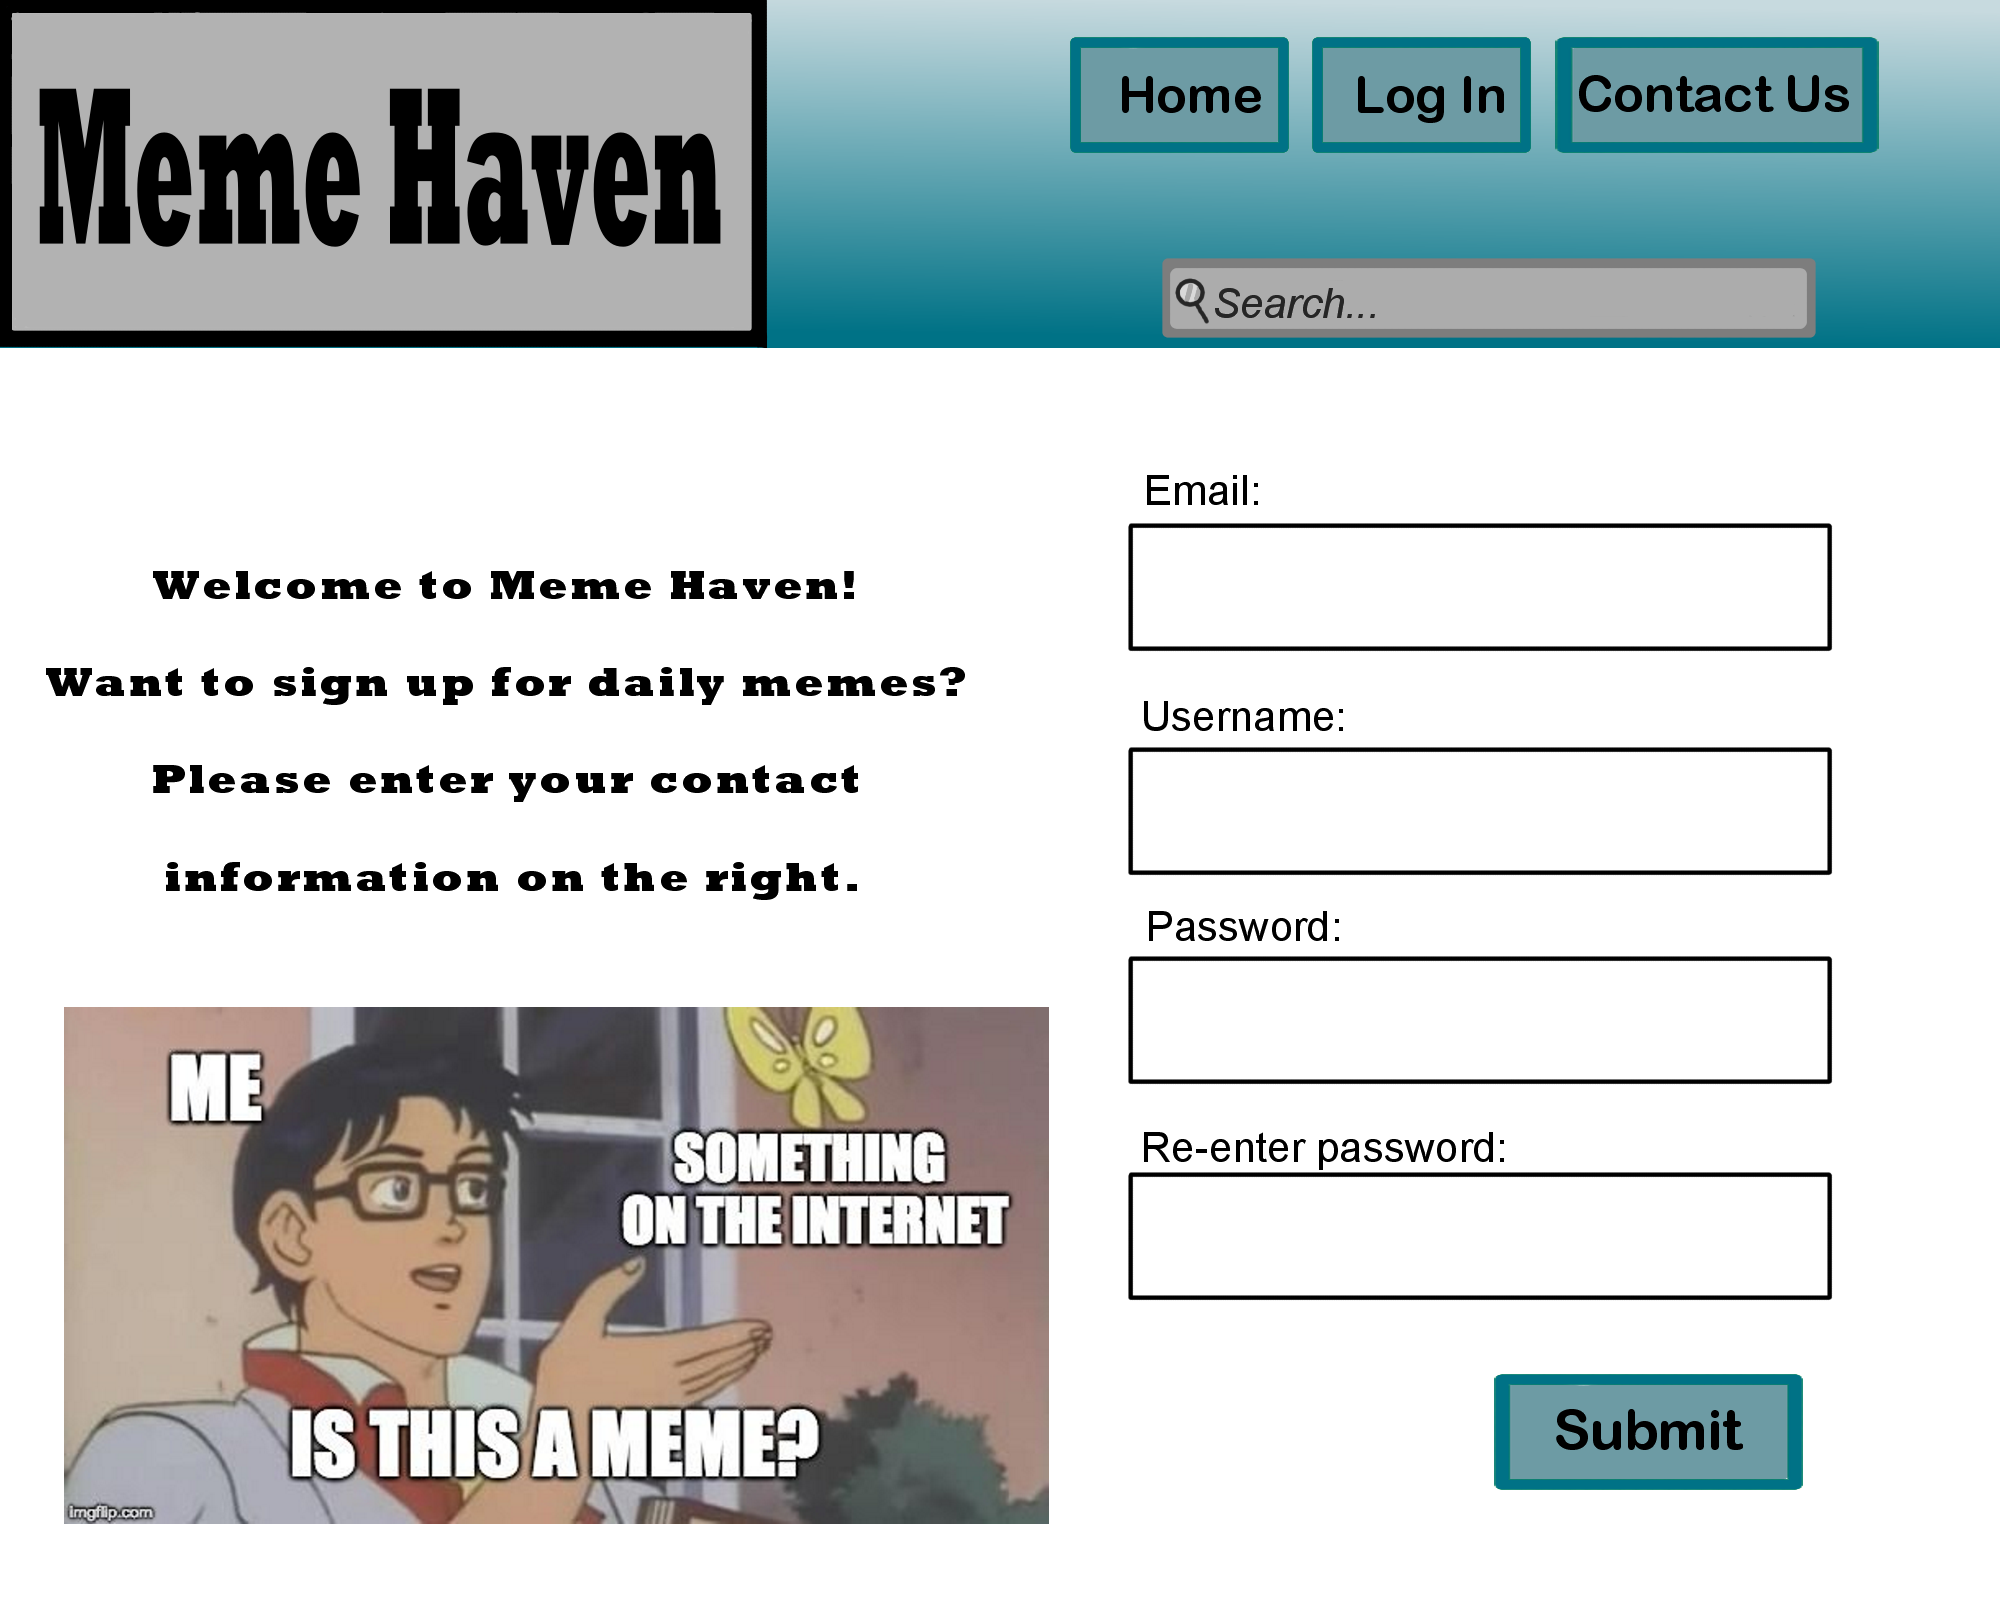 Meme Haven
Home
Log In
Contact Us
Search...
Welcome to Meme Haven!
Want to sign up for daily memes?
Please enter your contact
information on the right.
Email:
Username:
Password:
Re-enter password:
Submit
ME
SOMETHING
ON THE INTERNET
IS THIS A MEME?
imgflip.com